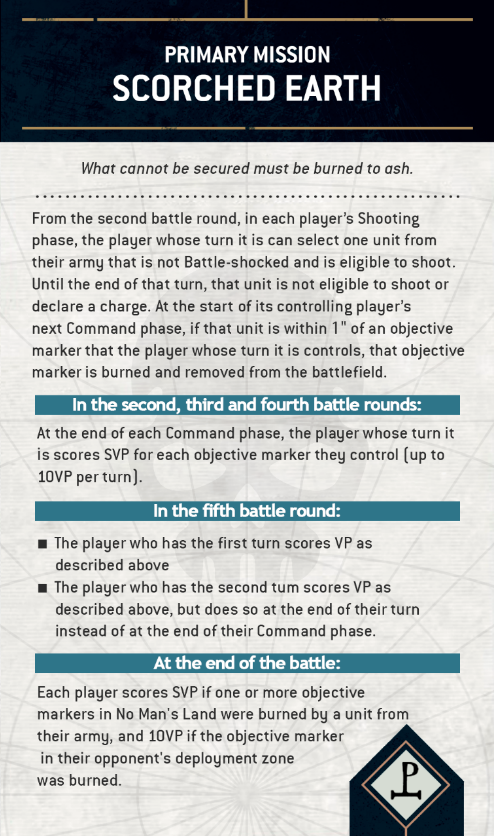 PRIMARY MISSION
SCORCHED EARTH
What cannot be secured must be burned to ash.
From the second battle round, in each player's Shooting
phase, the player whose turn it is can select one unit from
their army that is not Battle-shocked and is eligible to shoot.
Until the end of that turn, that unit is not eligible to shoot or
declare a charge. At the start of its controlling player's
next Command phase, if that unit is within 1" of an objective
marker that the player whose turn it is controls, that objective
marker is burned and removed from the battlefield.
In the second, third and fourth battle rounds:
At the end of each Command phase, the player whose turn it
is scores SVP for each objective marker they control (up to
10VP per turn).
In the fifth battle round:
■ The player who has the first turn scores VP as
described above
■ The player who has the second tum scores VP as
described above, but does so at the end of their turn
instead of at the end of their Command phase.
At the end of the battle:
Each player scores SVP if one or more objective
markers in No Man's Land were burned by a unit from
their army, and 10VP if the objective marker
in their opponent's deployment zone
was burned.
P